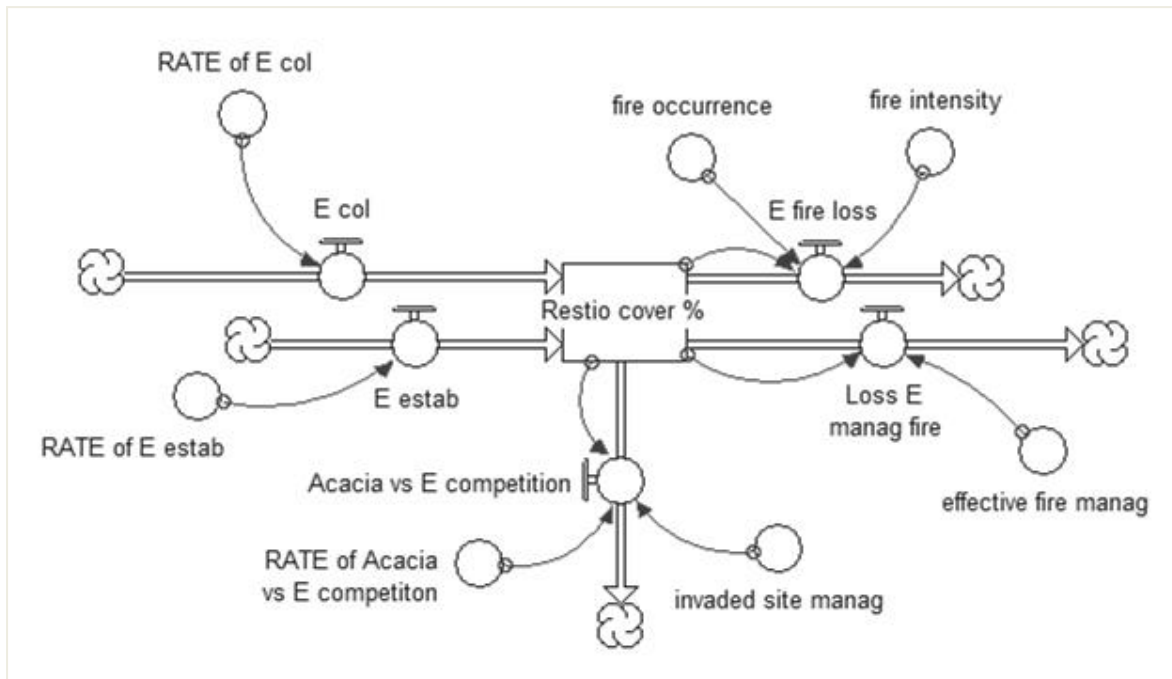 RATE of E col
fire occurrence
fire intensity
E col
E fire loss
Restio cover %
E estab
RATE of E estab
Loss E
manag fire
Acacia vs E competition
effective fire manag
RATE of Acacia
vs E competiton
invaded site manag